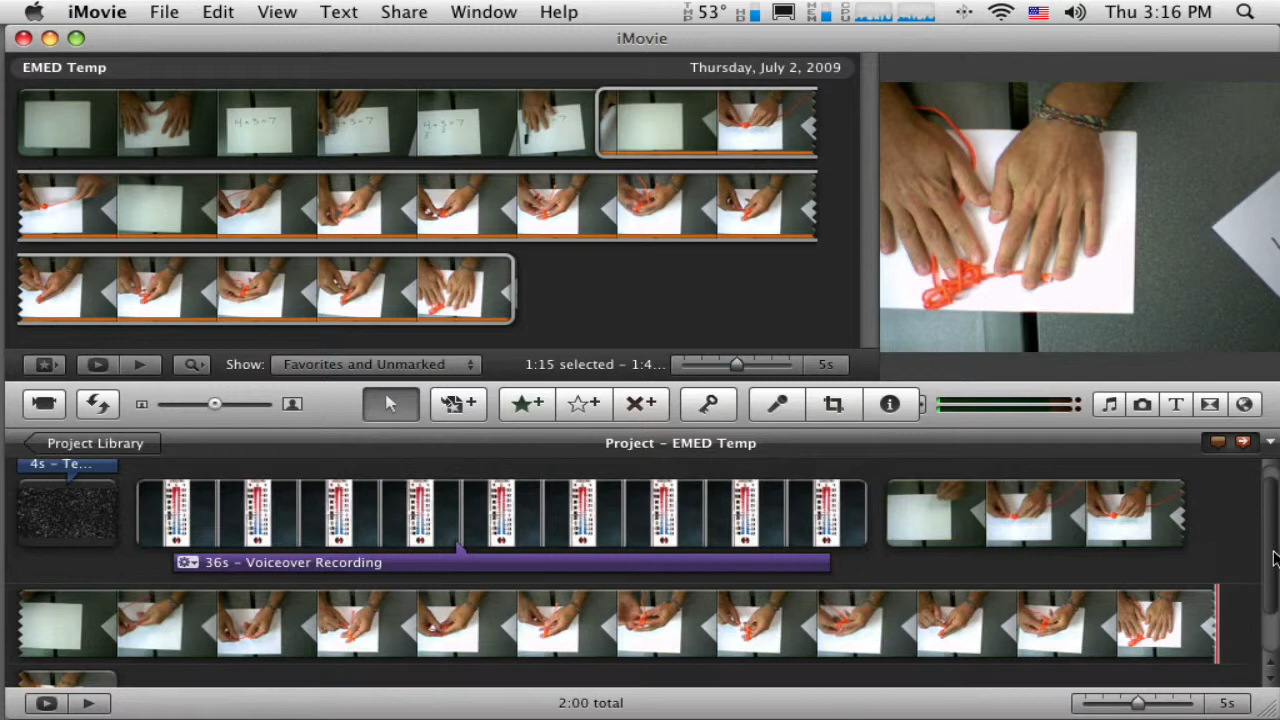 iMovie File Edit View Text Share Window Help 53° Thu 3:16 PM
iMovie
EMED Temp Thursday, July 2, 2009
4 + 3 = 7
Show: Favorites and Unmarked 1:15 selected – 1:4... 5s
Project Library Project – EMED Temp
4s – Te...
36s – Voiceover Recording
2:00 total 5s